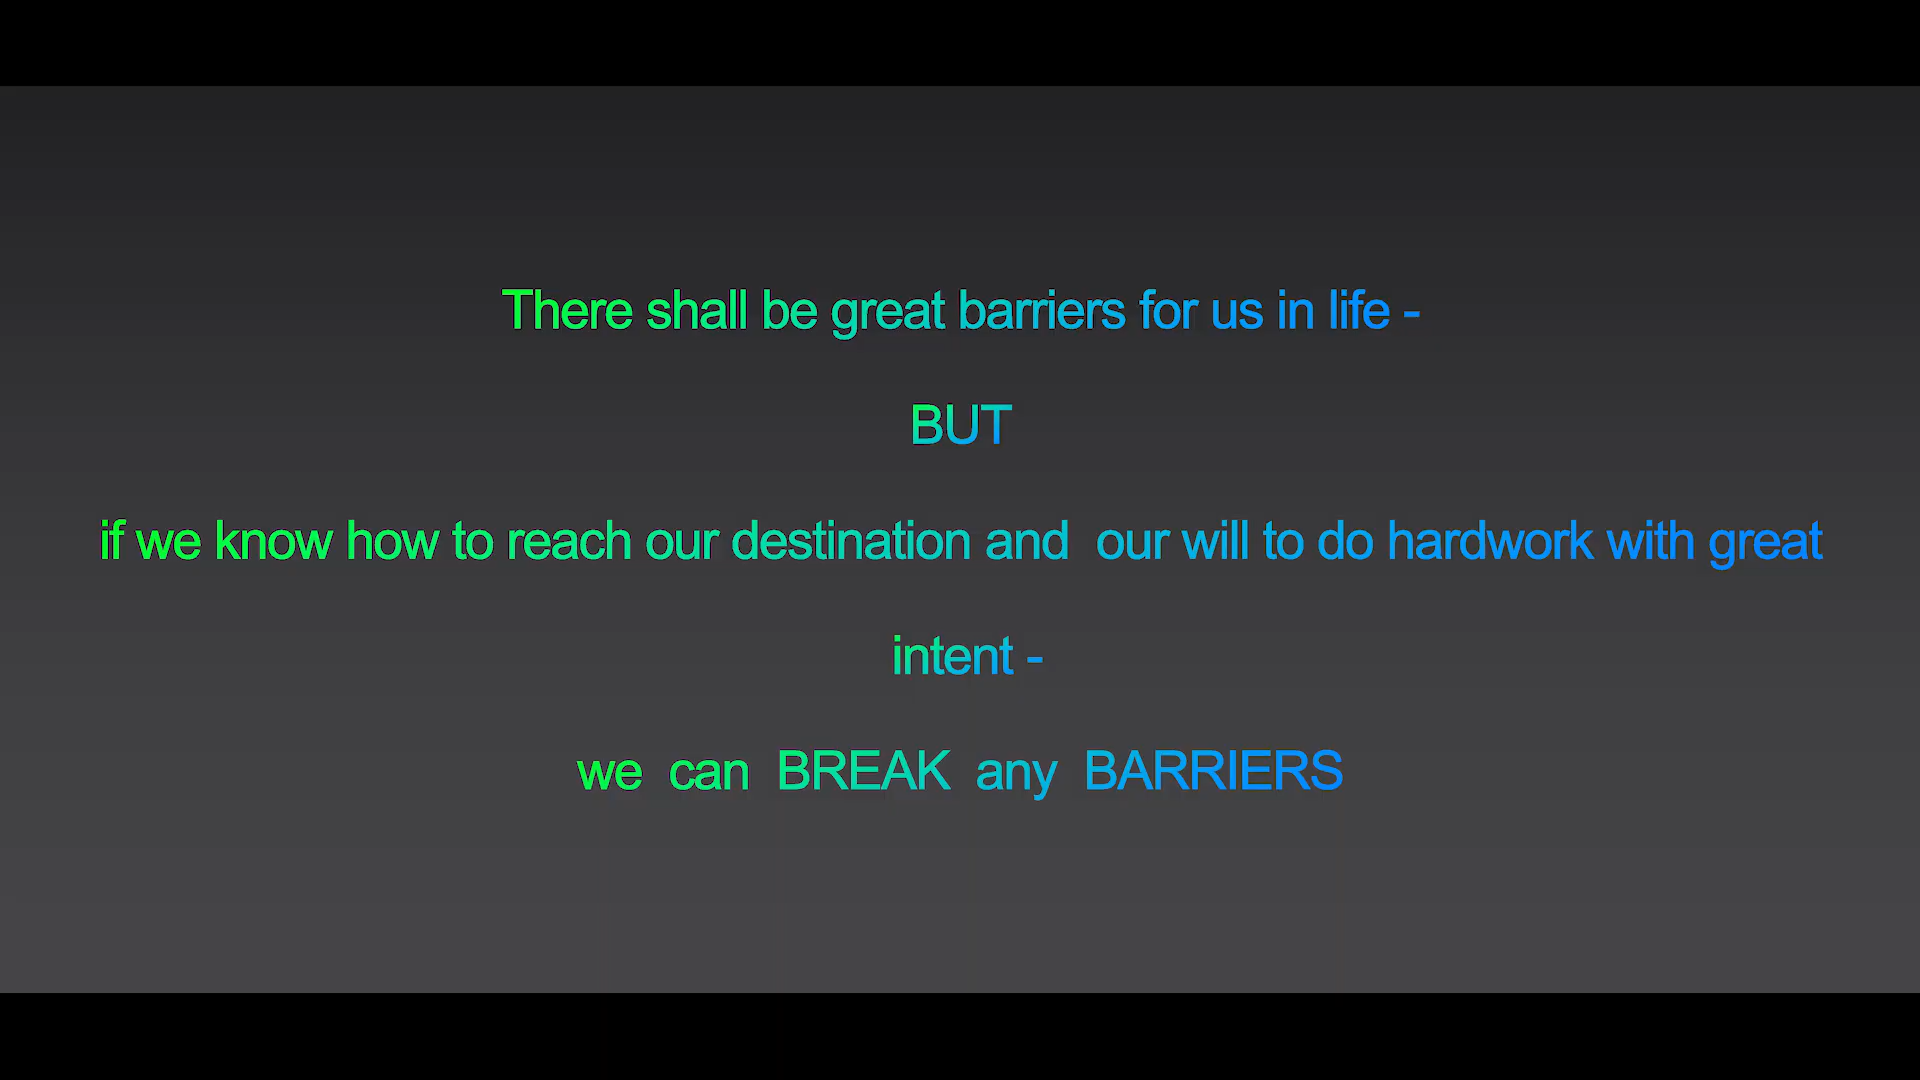 There shall be great barriers for us in life -
BUT
if we know how to reach our destination and  our will to do hardwork with great
intent -
we  can  BREAK  any  BARRIERS